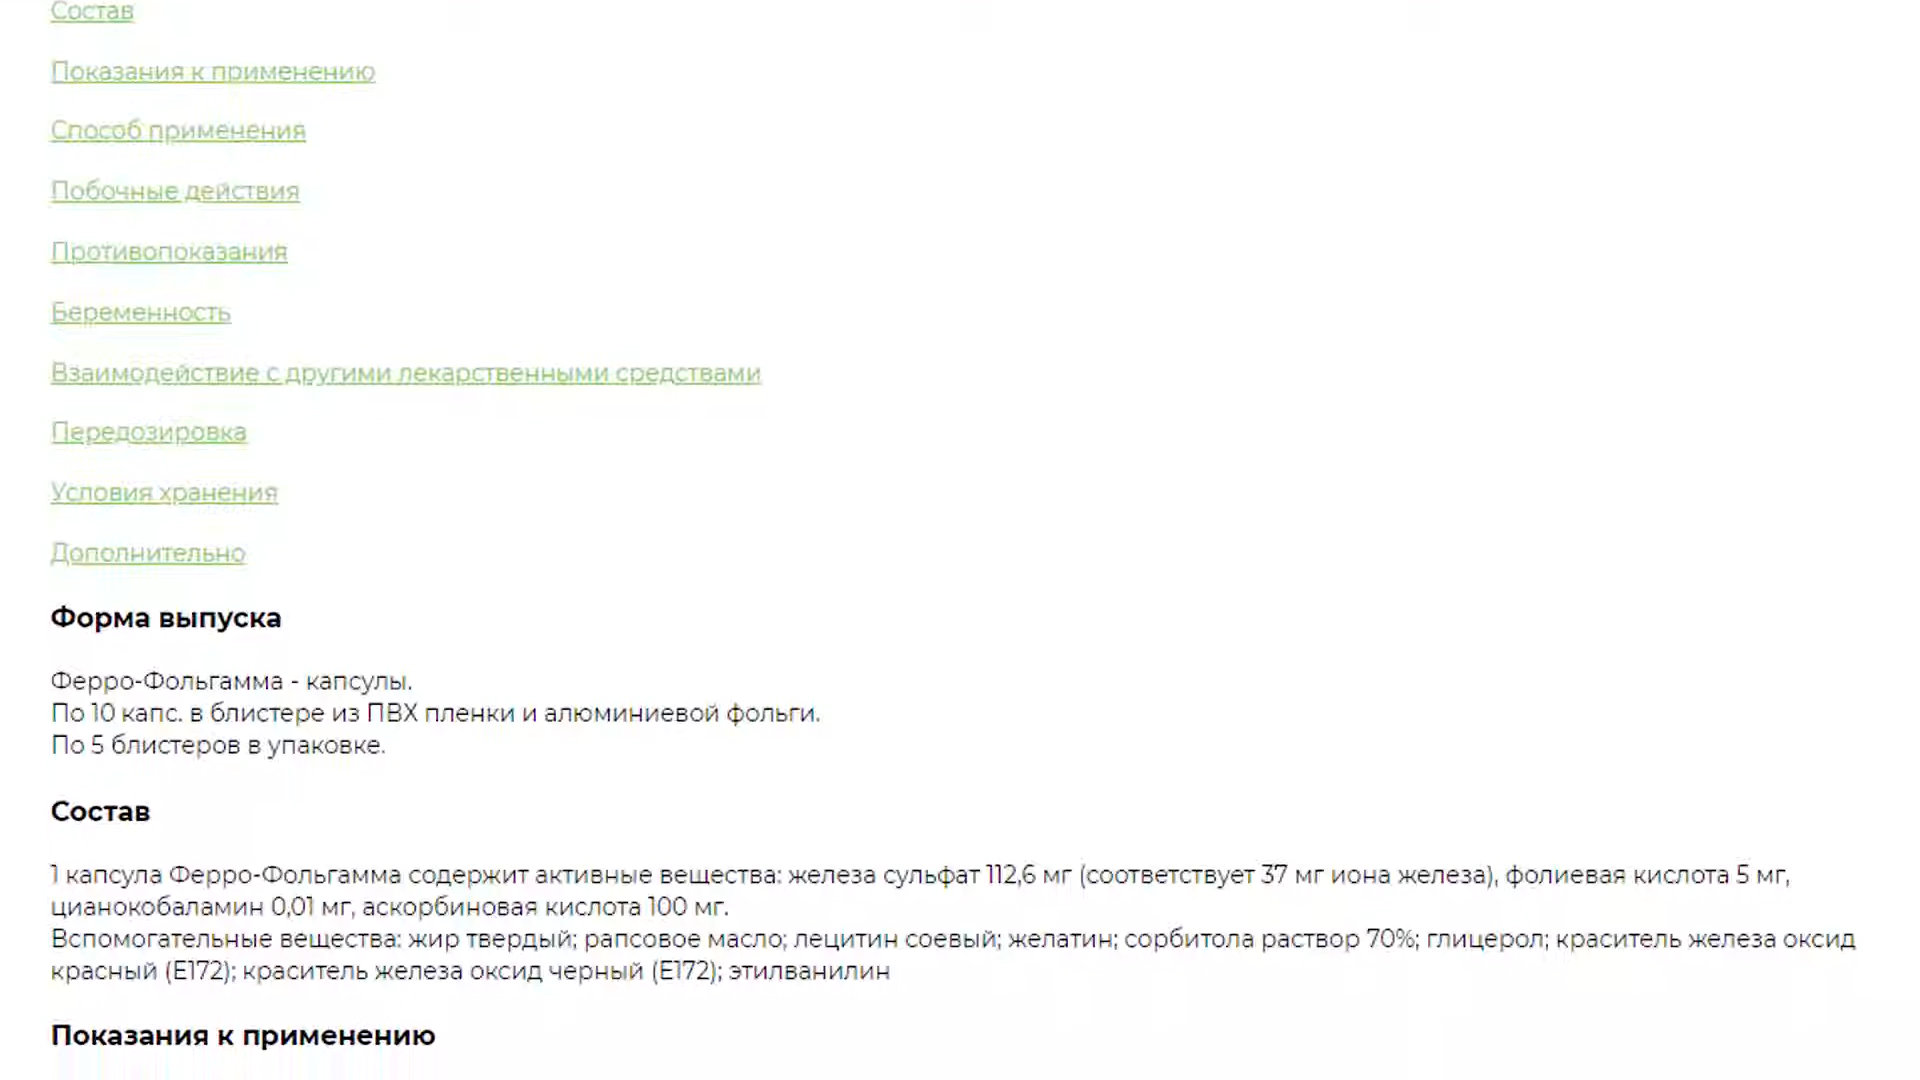 Состав
Показания к применению
Способ применения
Побочные действия
Противопоказания
Беременность
Взаимодействие с другими лекарственными средствами
Передозировка
Условия хранения
Дополнительно
Форма выпуска
Ферро-Фольгамма - капсулы.
По 10 капс. в блистере из ПВХ пленки и алюминиевой фольги.
По 5 блистеров в упаковке.
Состав
1 капсула Ферро-Фольгамма содержит активные вещества: железа сульфат 112,6 мг (соответствует 37 мг иона железа), фолиевая кислота 5 мг,
цианокобаламин 0,01 мг, аскорбиновая кислота 100 мг.
Вспомогательные вещества: жир твердый; рапсовое масло; лецитин соевый; желатин; сорбитола раствор 70%; глицерол; краситель железа оксид
красный (E172); краситель железа оксид черный (E172); этилванилин
Показания к применению